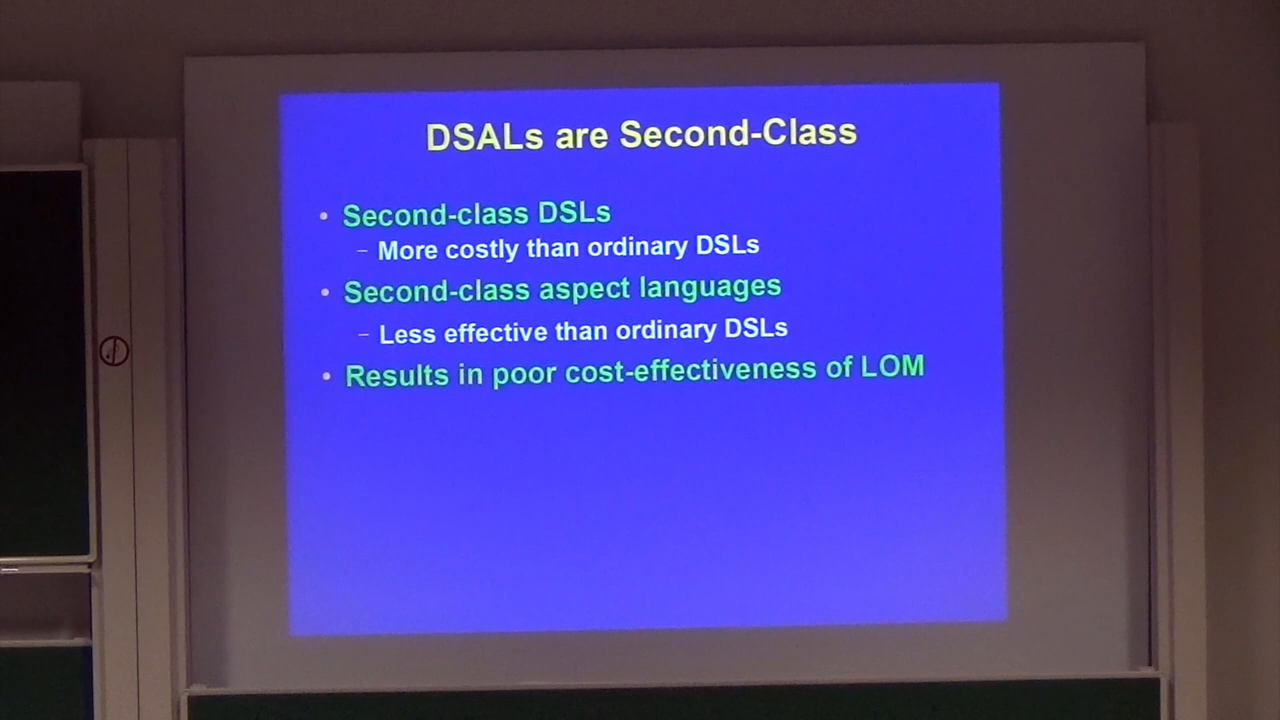 DSALs are Second-Class
• Second-class DSLs
– More costly than ordinary DSLs
• Second-class aspect languages
– Less effective than ordinary DSLs
• Results in poor cost-effectiveness of LOM